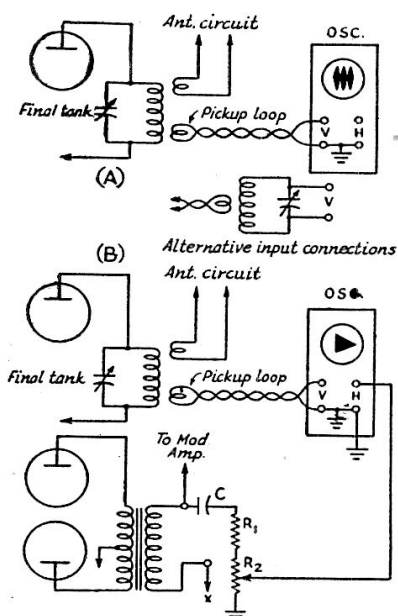 Ant. circuit
OSC.
Final tank
Pickup loop
V H
(A)
V
Alternative input connections
(B)
Ant. circuit
OSC.
Final tank
Pickup loop
V H
To Mod
Amp.
C
R1
R2
X